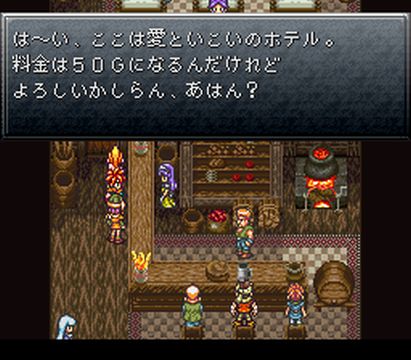 は～い、ここは愛といこいのホテル。
料金は５０Ｇになるんだけれど
よろしいかしらん、あはん？